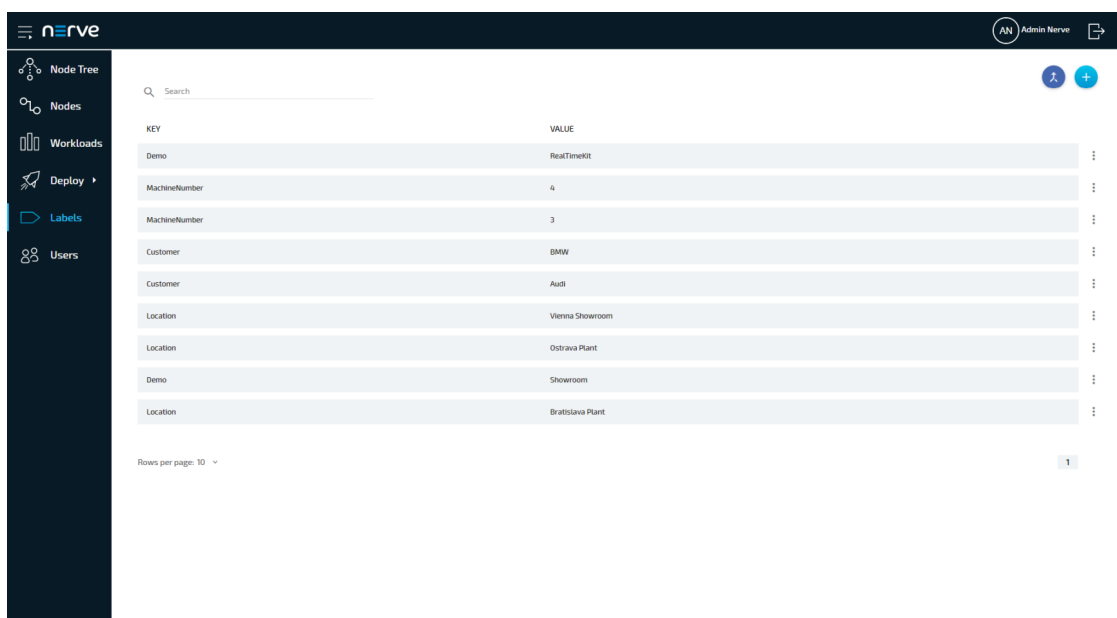 nerve
AN Admin Nerve
Node Tree
Nodes
Workloads
Deploy
Labels
Users
Search
KEY VALUE
Demo RealTimeKit
MachineNumber 4
MachineNumber 3
Customer BMW
Customer Audi
Location Vienna Showroom
Location Ostrava Plant
Demo Showroom
Location Bratislava Plant
Rows per page: 10 1